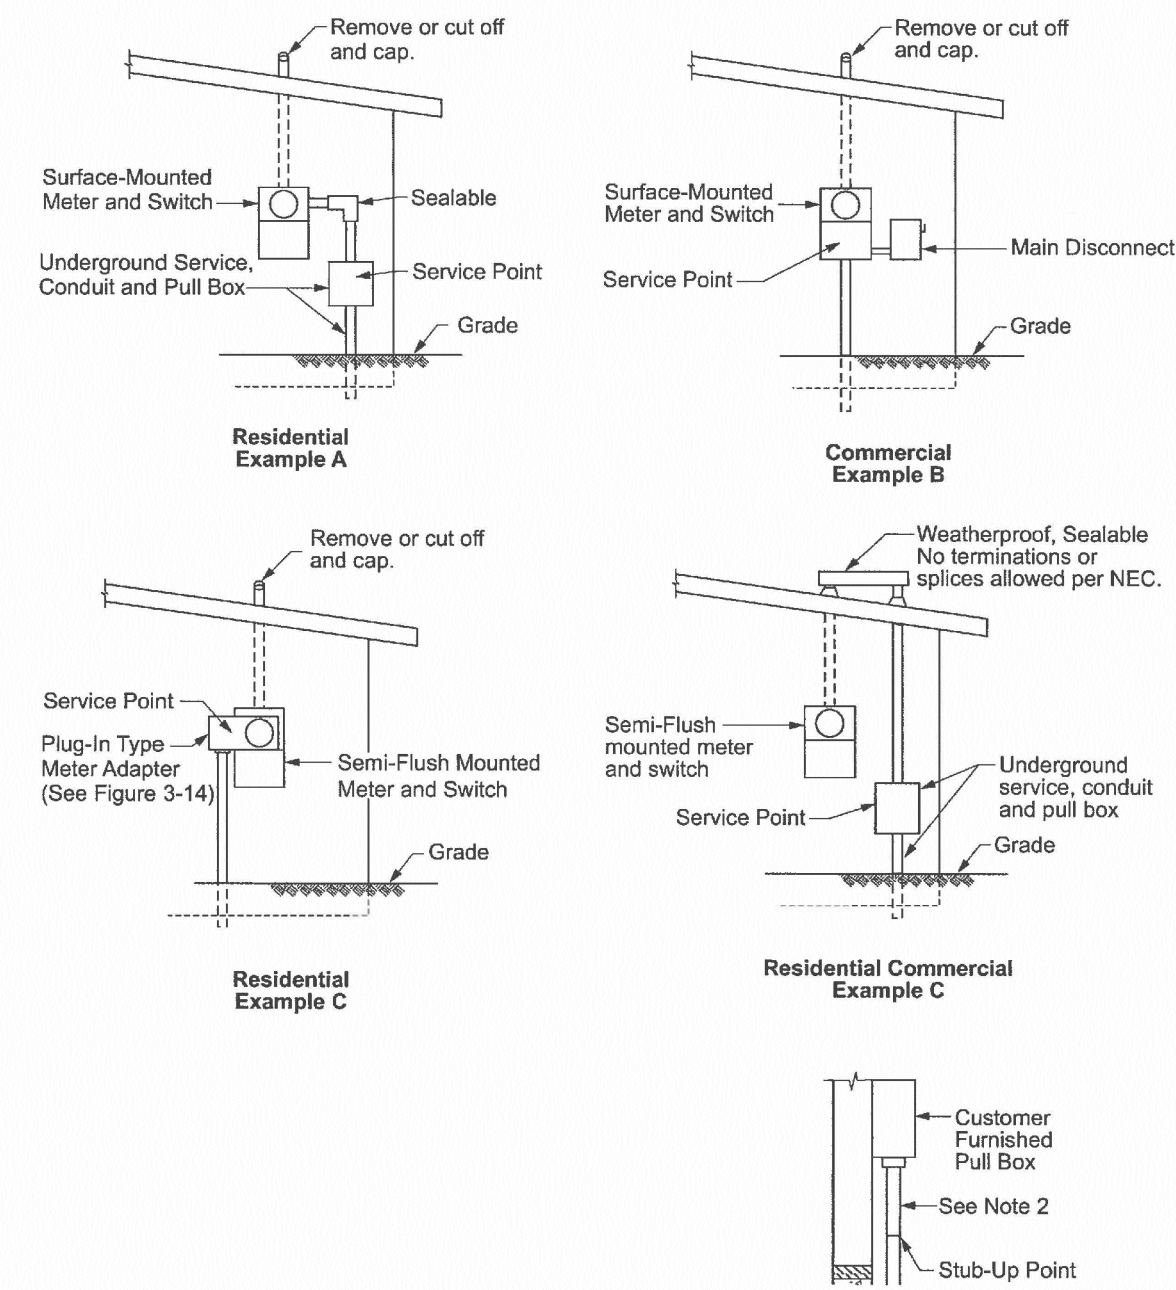 Remove or cut off
and cap.
Surface-Mounted
Meter and Switch
Sealable
Underground Service,
Conduit and Pull Box
Service Point
Grade
Residential
Example A
Remove or cut off
and cap.
Surface-Mounted
Meter and Switch
Main Disconnect
Service Point
Grade
Commercial
Example B
Remove or cut off
and cap.
Service Point
Plug-In Type
Meter Adapter
(See Figure 3-14)
Semi-Flush Mounted
Meter and Switch
Grade
Residential
Example C
Weatherproof, Sealable
No terminations or
splices allowed per NEC.
Semi-Flush
mounted meter
and switch
Underground
service, conduit
and pull box
Service Point
Grade
Residential Commercial
Example C
Customer
Furnished
Pull Box
See Note 2
Stub-Up Point